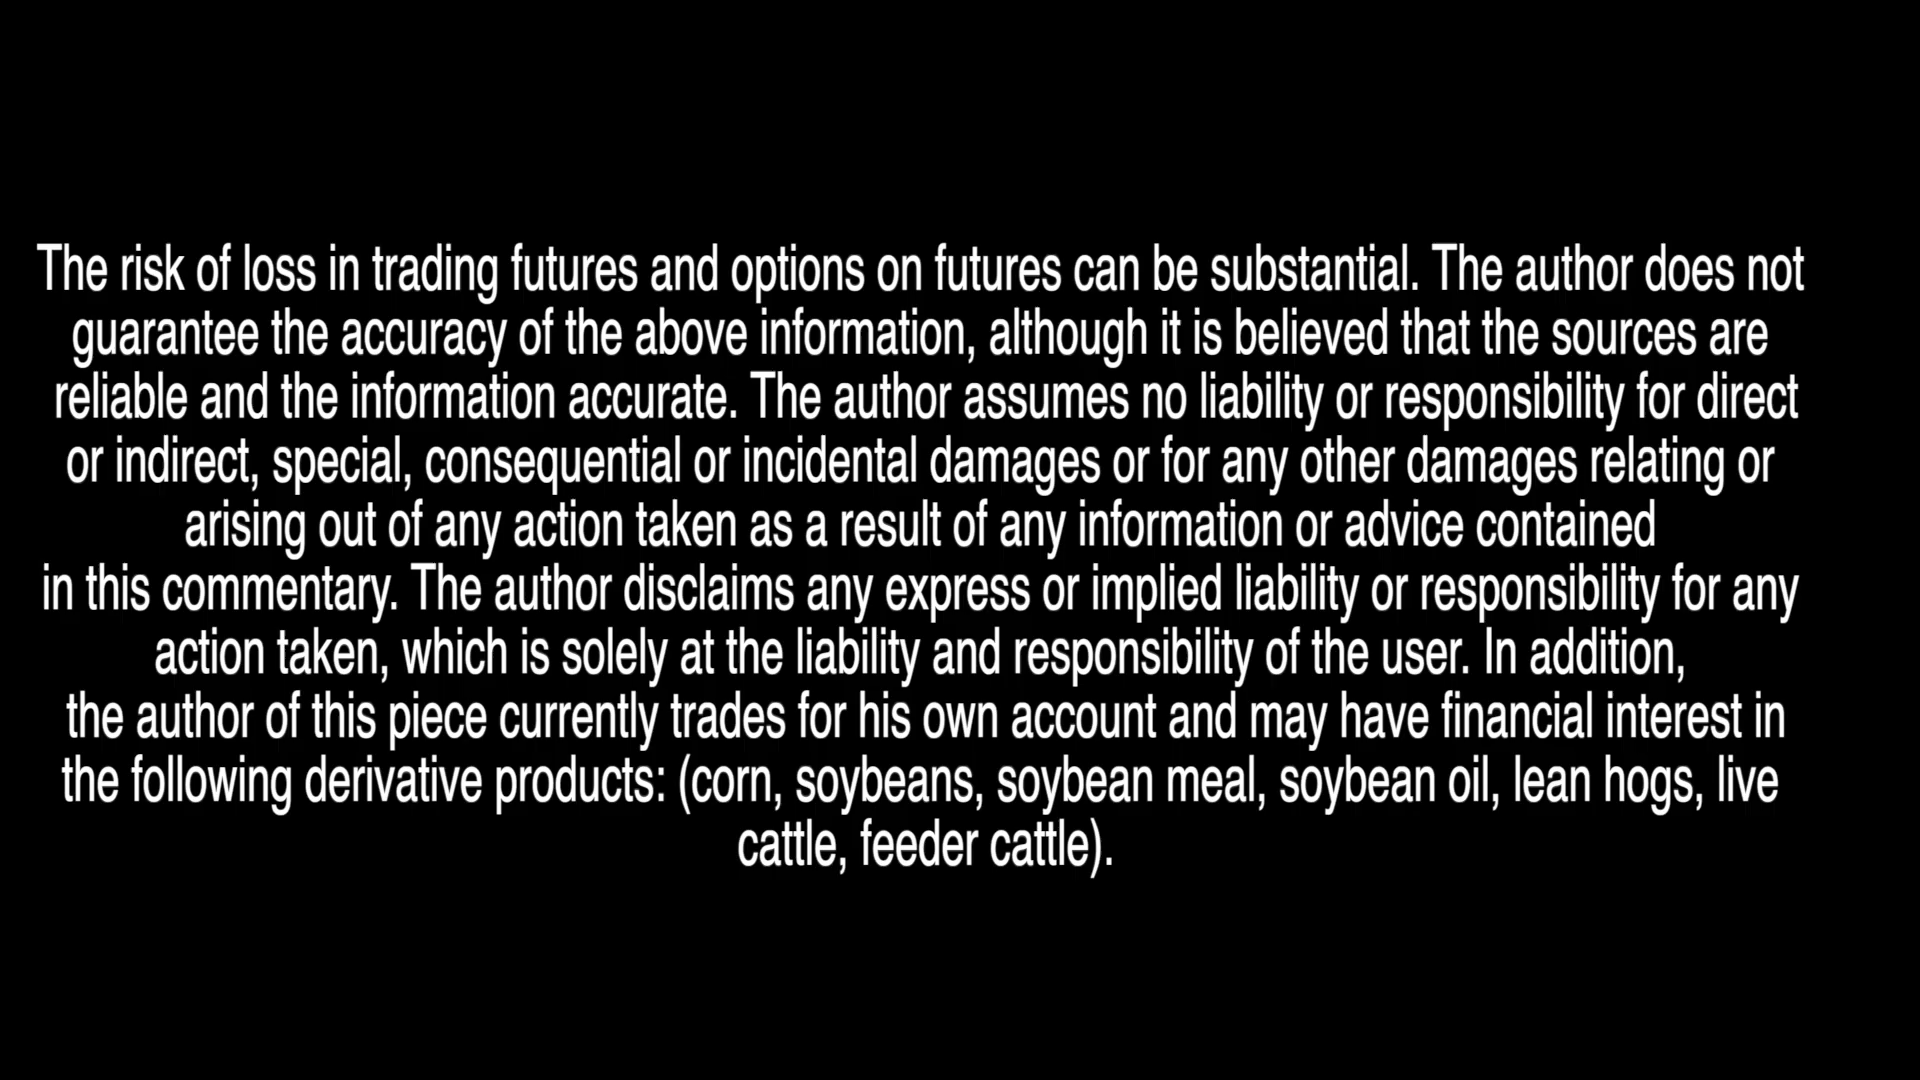 The risk of loss in trading futures and options on futures can be substantial. The author does not
guarantee the accuracy of the above information, although it is believed that the sources are
reliable and the information accurate. The author assumes no liability or responsibility for direct
or indirect, special, consequential or incidental damages or for any other damages relating or
arising out of any action taken as a result of any information or advice contained
in this commentary. The author disclaims any express or implied liability or responsibility for any
action taken, which is solely at the liability and responsibility of the user. In addition,
the author of this piece currently trades for his own account and may have financial interest in
the following derivative products: (corn, soybeans, soybean meal, soybean oil, lean hogs, live
cattle, feeder cattle).